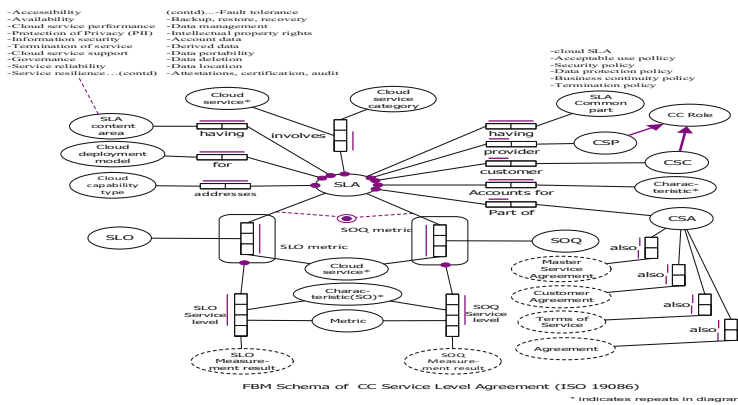 -Accessibility
-Availability
-Cloud service performance
-Protection of Privacy (PII)
-Information security
-Termination of service
-Cloud service support
-Governance
-Service reliability
-Service resilience...(contd)
(contd)...-Fault tolerance
-Backup, restore, recovery
-Data management
-Intellectual property rights
-Account data
-Derived data
-Data portability
-Data deletion
-Data location
-Attestations, certification, audit
-cloud SLA
-Acceptable use pollicy
-Security policy
-Data protection policy
-Business continuity policy
-Termination policy
Cloud
service*
Cloud
service
category
SLA
Common
part
CC Role
SLA
content
area
having
involves
having
CSP
provider
Cloud
deployment
model
for
customer
CSC
Cloud
capability
type
addresses
SLA
Accounts for
Charac-
teristic*
Part of
CSA
SLO
SLO metric
SOQ metric
SOQ
Cloud
service*
also
Master
Service
Agreement
also
Customer
Agreement
also
Terms of
Service
also
Agreement
SLO
Service
level
Charac-
teristic(SO)*
Metric
SOQ
Service
level
SLO
Measure-
ment result
SOQ
Measure-
ment result
FBM Schema of CC Service Level Agreement (ISO 19086)
* indicates repeats in diagrar